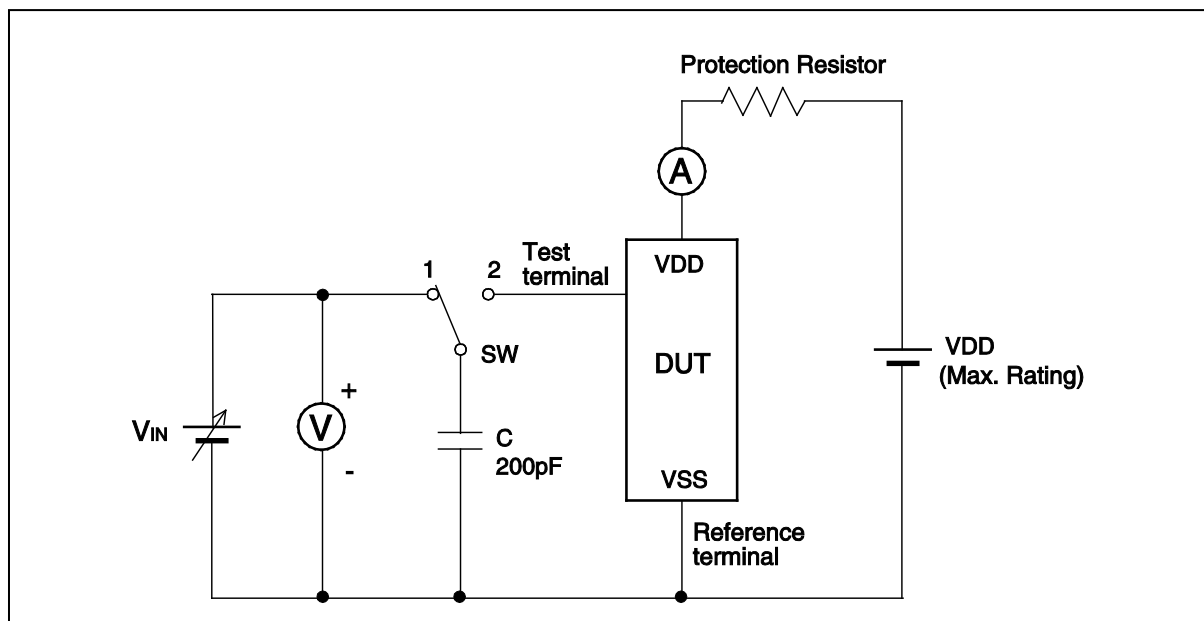 Protection Resistor
A
Test
terminal
1
2
VDD
SW
DUT
VDD
(Max. Rating)
VIN
+
V
-
C
200pF
VSS
Reference
terminal